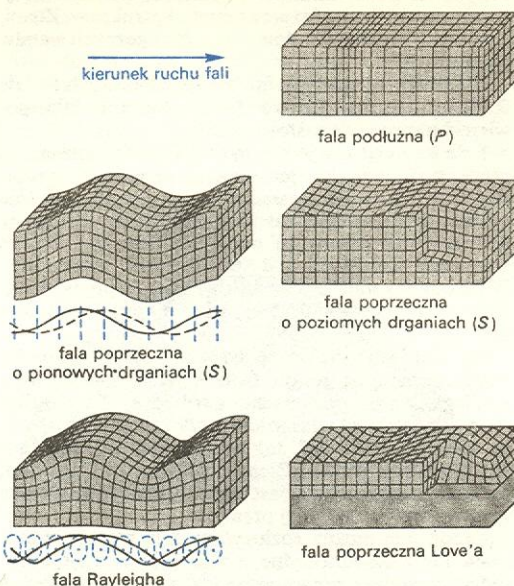 kierunek ruchu fali
fala podłużna (P)
fala poprzeczna
o pionowych drganiach (S)
fala poprzeczna
o poziomych drganiach (S)
fala Rayleigha
fala poprzeczna Love'a